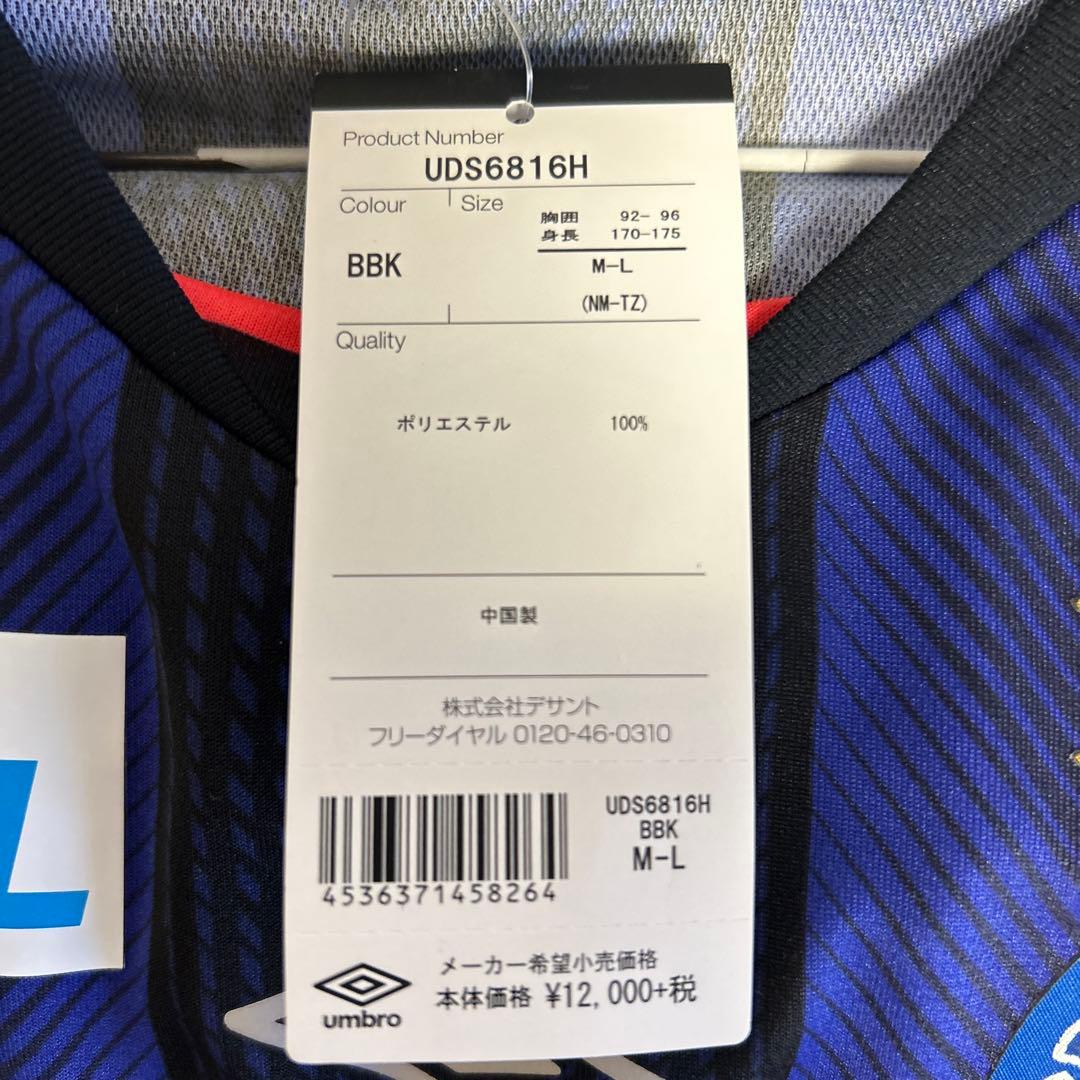 Product Number
UDS6816H
Colour
Size
胸囲 92- 96
身長 170-175
BBK
M-L
(NM-TZ)
Quality
ポリエステル 100%
中国製
株式会社デサント
フリーダイヤル 0120-46-0310
UDS6816H
BBK
M-L
4536371458264
メーカー希望小売価格
本体価格 ¥12,000+税
umbro